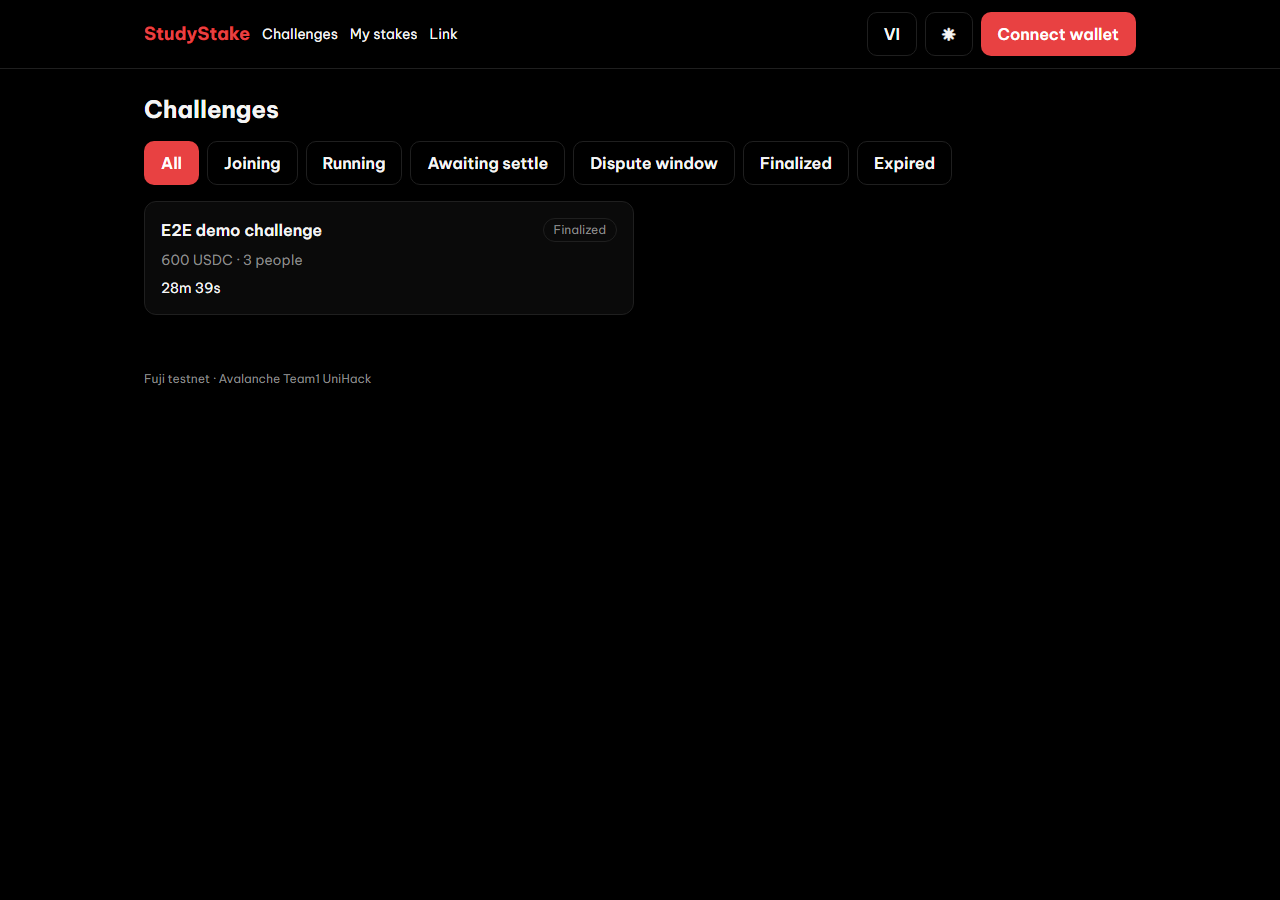 StudyStake Challenges My stakes Link VI Connect wallet
Challenges
All Joining Running Awaiting settle Dispute window Finalized Expired
E2E demo challenge Finalized
600 USDC · 3 people
28m 39s
Fuji testnet · Avalanche Team1 UniHack